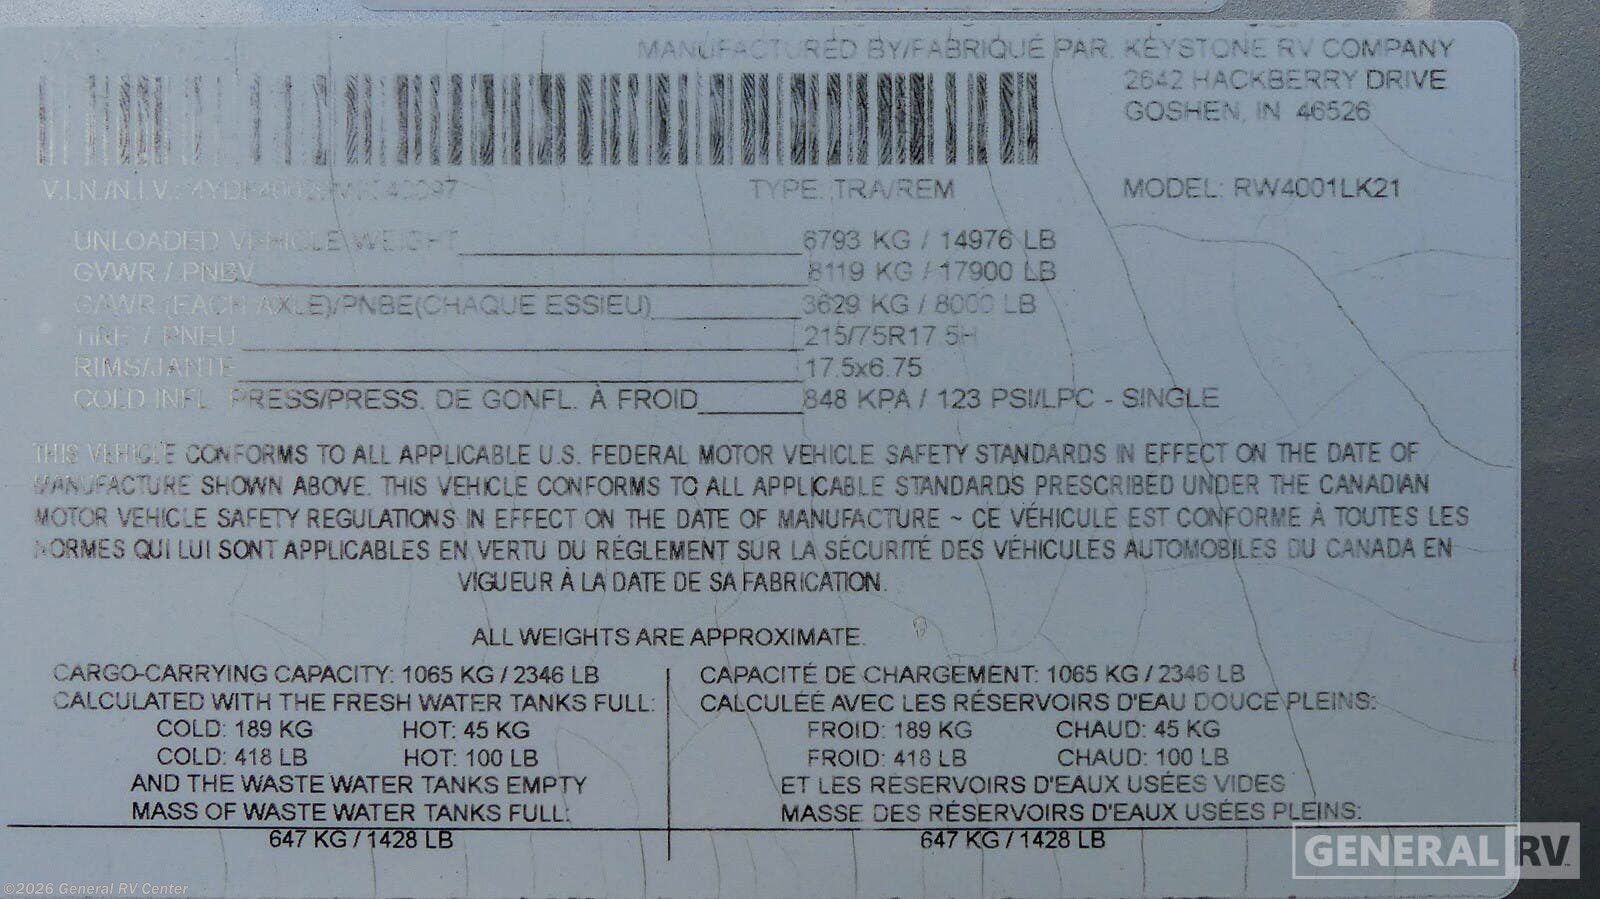 MANUFACTURED BY/FABRIQUÉ PAR: KEYSTONE RV COMPANY
2642 HACKBERRY DRIVE
GOSHEN, IN 46526
V.I.N./N.I.V.:
TYPE: TRA/REM
MODEL: RW4001LK21
UNLOADED VEHICLE WEIGHT 6793 KG / 14976 LB
GVWR / PNBV 8119 KG / 17900 LB
GAWR (EACH AXLE)/PNBE(CHAQUE ESSIEU) 3629 KG / 8000 LB
TIRE / PNEU 215/75R17.5H
RIMS/JANTE 17.5x6.75
COLD INFL. PRESS/PRESS. DE GONFL. À FROID 848 KPA / 123 PSI/LPC - SINGLE
THIS VEHICLE CONFORMS TO ALL APPLICABLE U.S. FEDERAL MOTOR VEHICLE SAFETY STANDARDS IN EFFECT ON THE DATE OF
MANUFACTURE SHOWN ABOVE. THIS VEHICLE CONFORMS TO ALL APPLICABLE STANDARDS PRESCRIBED UNDER THE CANADIAN
MOTOR VEHICLE SAFETY REGULATIONS IN EFFECT ON THE DATE OF MANUFACTURE ~ CE VÉHICULE EST CONFORME À TOUTES LES
NORMES QUI LUI SONT APPLICABLES EN VERTU DU RÉGLEMENT SUR LA SÉCURITÉ DES VÉHICULES AUTOMOBILES DU CANADA EN
VIGUEUR À LA DATE DE SA FABRICATION.
ALL WEIGHTS ARE APPROXIMATE.
CARGO-CARRYING CAPACITY: 1065 KG / 2346 LB
CALCULATED WITH THE FRESH WATER TANKS FULL:
COLD: 189 KG HOT: 45 KG
COLD: 418 LB HOT: 100 LB
AND THE WASTE WATER TANKS EMPTY
MASS OF WASTE WATER TANKS FULL:
647 KG / 1428 LB
CAPACITÉ DE CHARGEMENT: 1065 KG / 2346 LB
CALCULÉE AVEC LES RÉSERVOIRS D'EAU DOUCE PLEINS:
FROID: 189 KG CHAUD: 45 KG
FROID: 418 LB CHAUD: 100 LB
ET LES RÉSERVOIRS D'EAUX USÉES VIDES
MASSE DES RÉSERVOIRS D'EAUX USÉES PLEINS:
647 KG / 1428 LB
GENERAL RV
©2026 General RV Center